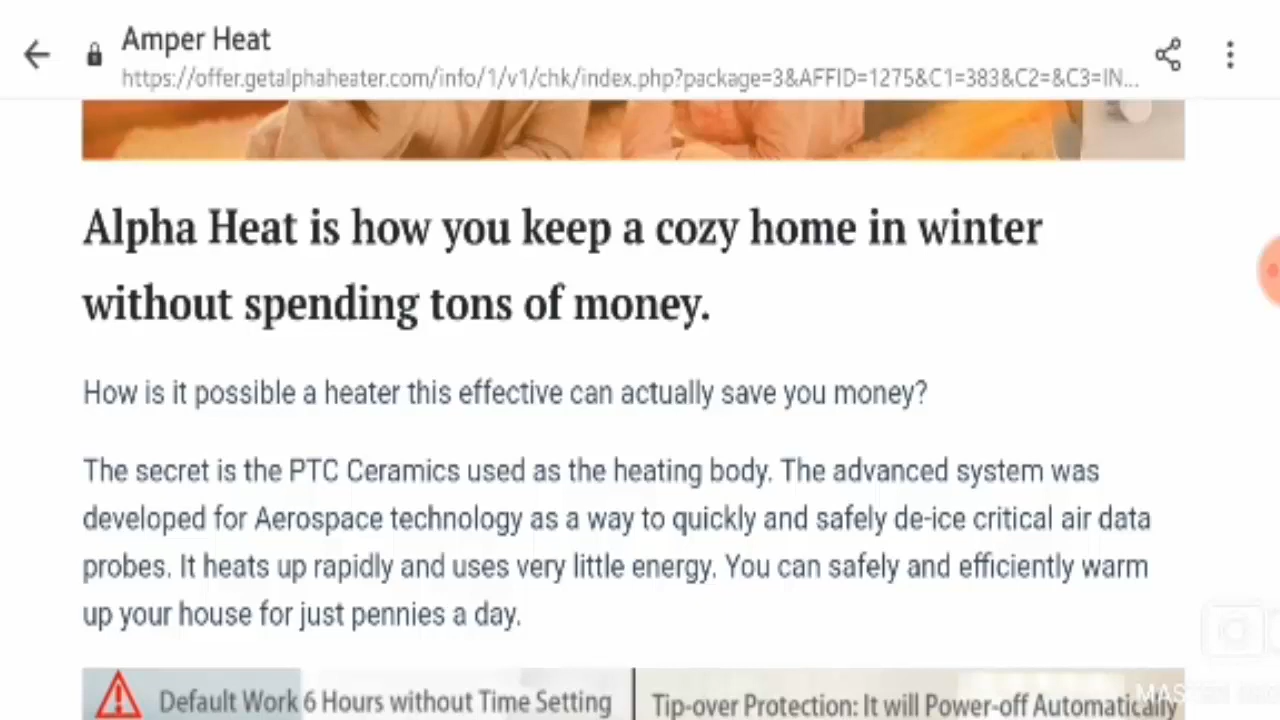 Amper Heat
https://offer.getalphaheater.com/info/1/v1/chk/index.php?package=3&AFFID=1275&C1=383&C2=&C3=IN...
Alpha Heat is how you keep a cozy home in winter
without spending tons of money.
How is it possible a heater this effective can actually save you money?
The secret is the PTC Ceramics used as the heating body. The advanced system was
developed for Aerospace technology as a way to quickly and safely de-ice critical air data
probes. It heats up rapidly and uses very little energy. You can safely and efficiently warm
up your house for just pennies a day.
Default Work 6 Hours without Time Setting
Tip-over Protection: It will Power-off Automatically